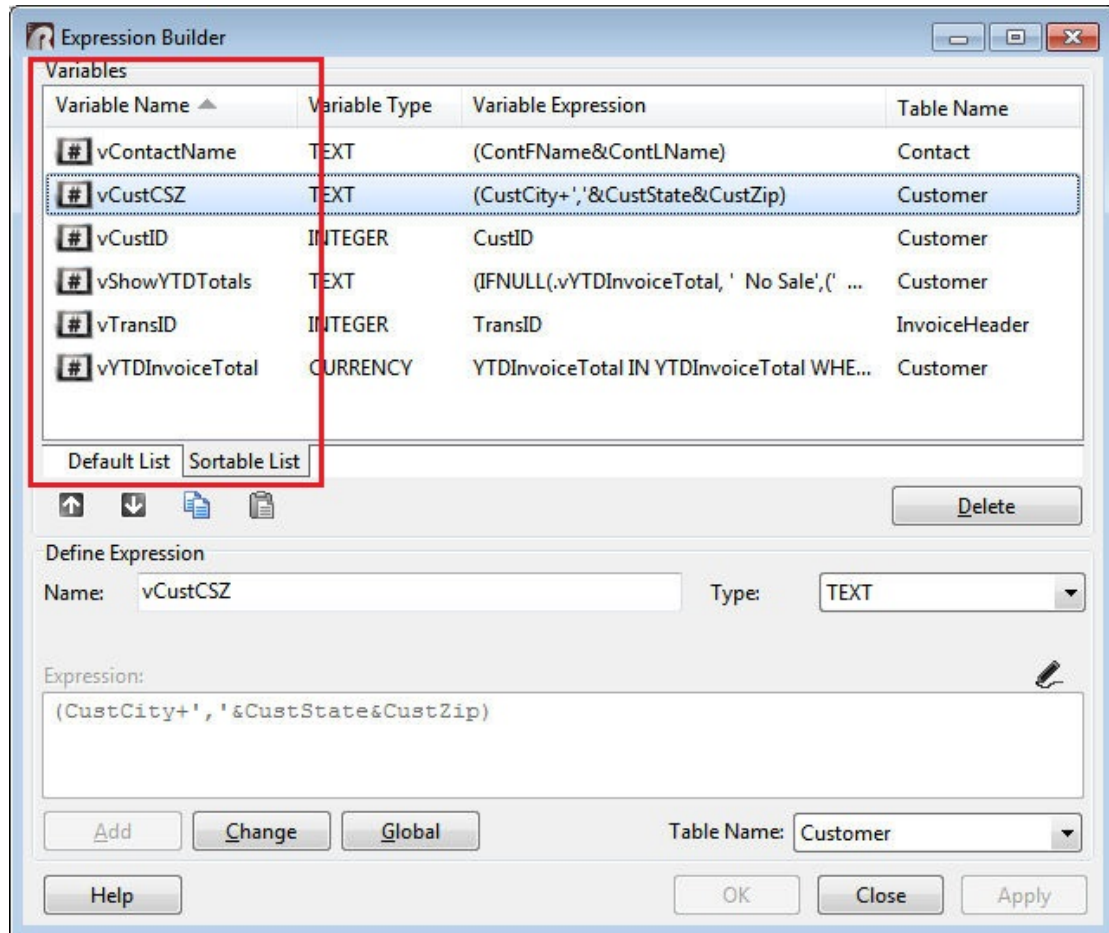 Expression Builder
Variables
Variable Name Variable Type Variable Expression Table Name
# vContactName TEXT (ContFName&ContLName) Contact
# vCustCSZ TEXT (CustCity+','&CustState&CustZip) Customer
# vCustID INTEGER CustID Customer
# vShowYTDTotals TEXT (IFNULL(.vYTDInvoiceTotal, ' No Sale',(' ... Customer
# vTransID INTEGER TransID InvoiceHeader
# vYTDInvoiceTotal CURRENCY YTDInvoiceTotal IN YTDInvoiceTotal WHE... Customer
Default List Sortable List
Delete
Define Expression
Name: vCustCSZ Type: TEXT
Expression:
(CustCity+','&CustState&CustZip)
Add Change Global Table Name: Customer
Help OK Close Apply